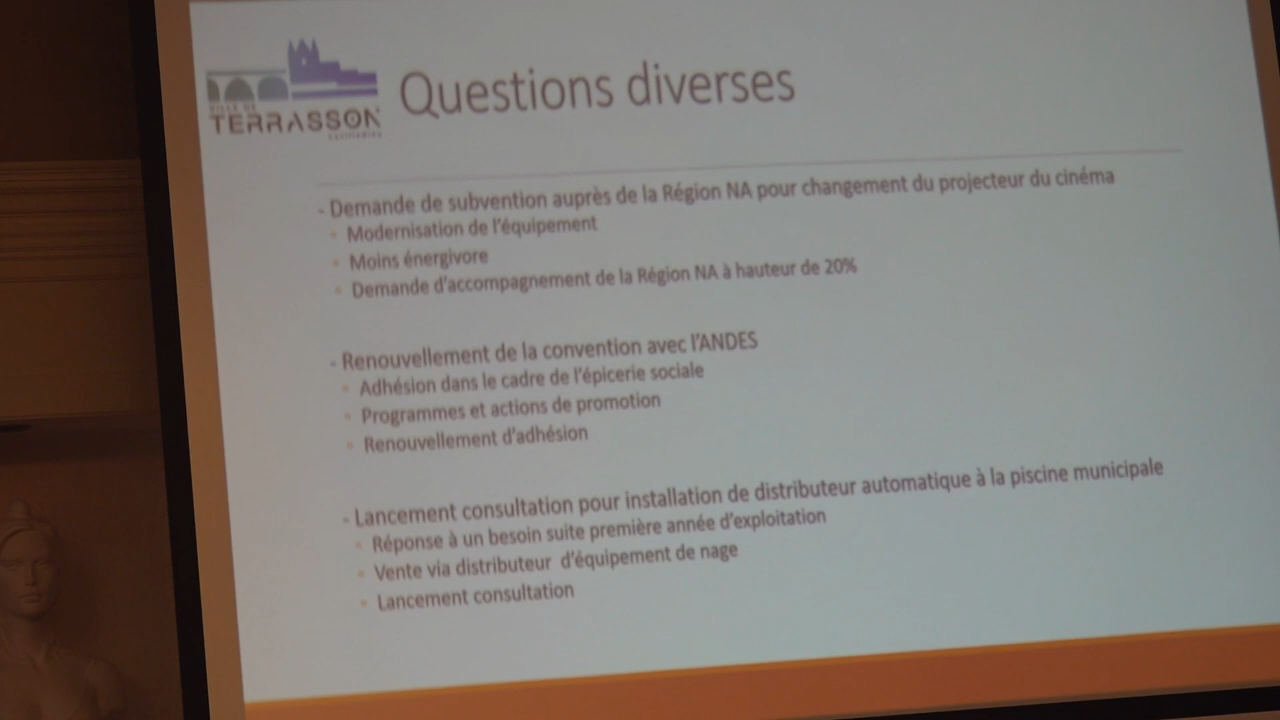 VILLE DE
TERRASSON
Questions diverses
- Demande de subvention auprès de la Région NA pour changement du projecteur du cinéma
• Modernisation de l'équipement
• Moins énergivore
• Demande d'accompagnement de la Région NA à hauteur de 20%
- Renouvellement de la convention avec l'ANDES
• Adhésion dans le cadre de l'épicerie sociale
• Programmes et actions de promotion
• Renouvellement d'adhésion
- Lancement consultation pour installation de distributeur automatique à la piscine municipale
• Réponse à un besoin suite première année d'exploitation
• Vente via distributeur d'équipement de nage
• Lancement consultation